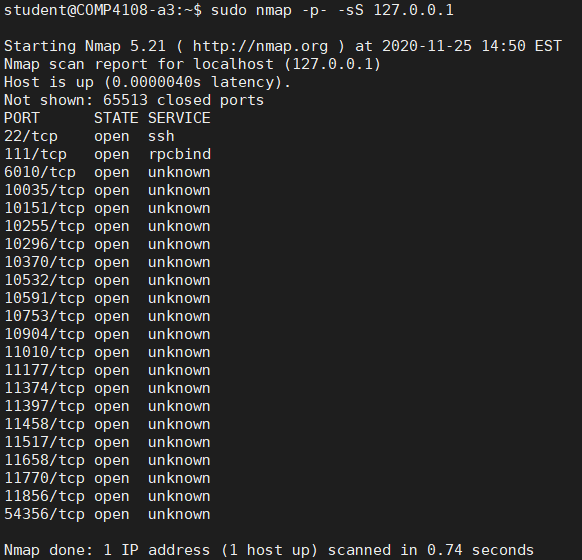 student@COMP4108-a3:~$ sudo nmap -p- -sS 127.0.0.1
Starting Nmap 5.21 ( http://nmap.org ) at 2020-11-25 14:50 EST
Nmap scan report for localhost (127.0.0.1)
Host is up (0.0000040s latency).
Not shown: 65513 closed ports
PORT      STATE SERVICE
22/tcp    open  ssh
111/tcp   open  rpcbind
6010/tcp  open  unknown
10035/tcp open  unknown
10151/tcp open  unknown
10255/tcp open  unknown
10296/tcp open  unknown
10370/tcp open  unknown
10532/tcp open  unknown
10591/tcp open  unknown
10753/tcp open  unknown
10904/tcp open  unknown
11010/tcp open  unknown
11177/tcp open  unknown
11374/tcp open  unknown
11397/tcp open  unknown
11458/tcp open  unknown
11517/tcp open  unknown
11658/tcp open  unknown
11770/tcp open  unknown
11856/tcp open  unknown
54356/tcp open  unknown
Nmap done: 1 IP address (1 host up) scanned in 0.74 seconds